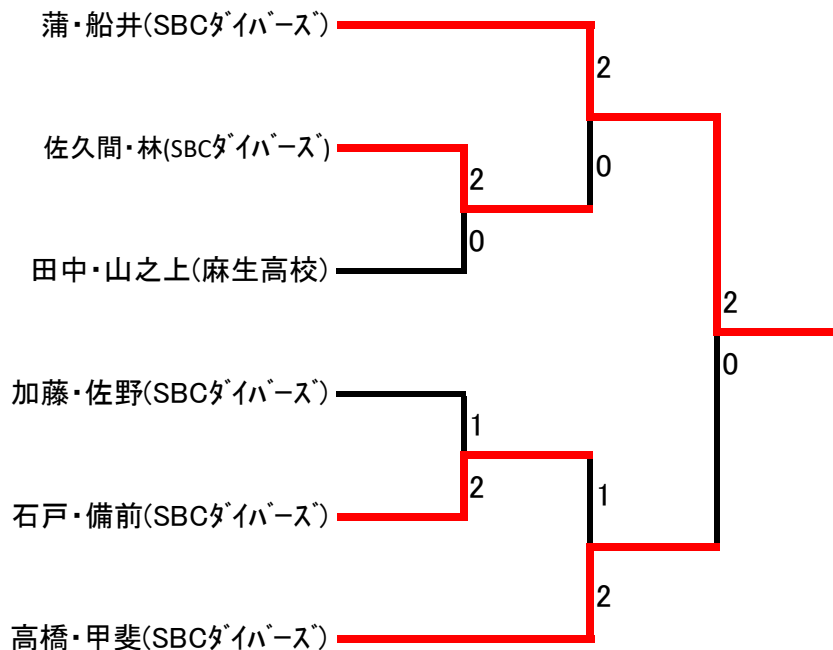 蒲・船井(SBCﾀﾞｲﾊﾞｰｽﾞ)
2
佐久間・林(SBCﾀﾞｲﾊﾞｰｽﾞ)
0
2
0
田中・山之上(麻生高校)
2
0
加藤・佐野(SBCﾀﾞｲﾊﾞｰｽﾞ)
1
2
1
石戸・備前(SBCﾀﾞｲﾊﾞｰｽﾞ)
2
高橋・甲斐(SBCﾀﾞｲﾊﾞｰｽﾞ)